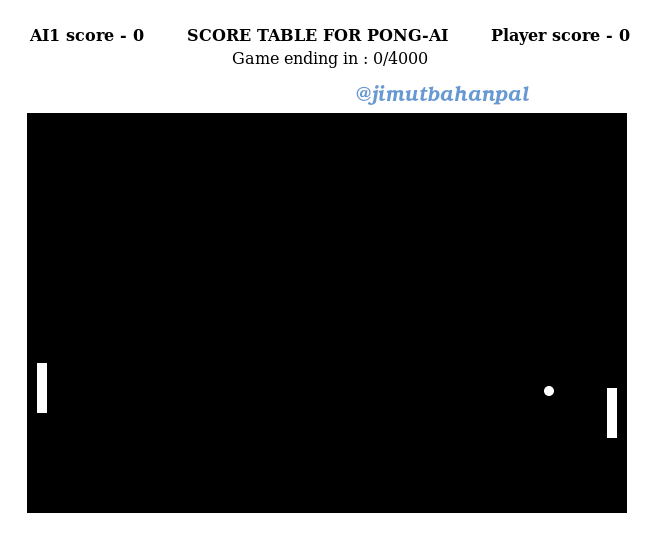 AI1 score - 0 SCORE TABLE FOR PONG-AI Player score - 0
Game ending in : 0/4000
@jimutbahanpal